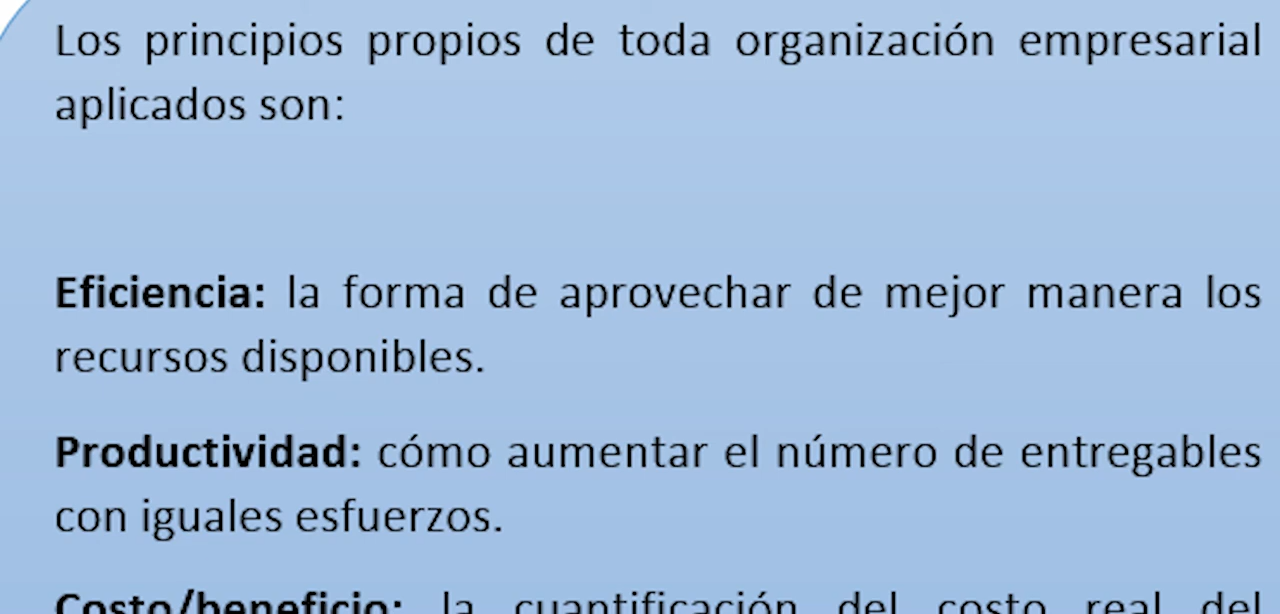 Los principios propios de toda organización empresarial
aplicados son:
Eficiencia: la forma de aprovechar de mejor manera los
recursos disponibles.
Productividad: cómo aumentar el número de entregables
con iguales esfuerzos.
Costo/beneficio: la cuantificación del costo real del